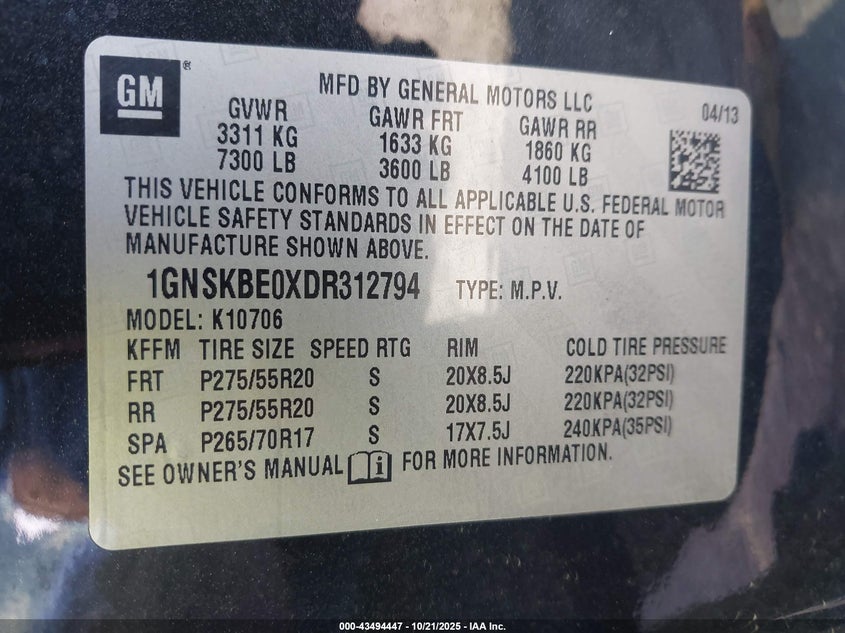 GM ®
MFD BY GENERAL MOTORS LLC
04/13
GVWR GAWR FRT GAWR RR
3311 KG 1633 KG 1860 KG
7300 LB 3600 LB 4100 LB
THIS VEHICLE CONFORMS TO ALL APPLICABLE U.S. FEDERAL MOTOR
VEHICLE SAFETY STANDARDS IN EFFECT ON THE DATE OF
MANUFACTURE SHOWN ABOVE.
1GNSKBE0XDR312794 TYPE: M.P.V.
MODEL: K10706
KFFM TIRE SIZE SPEED RTG RIM COLD TIRE PRESSURE
FRT P275/55R20 S 20X8.5J 220KPA(32PSI)
RR P275/55R20 S 20X8.5J 220KPA(32PSI)
SPA P265/70R17 S 17X7.5J 240KPA(35PSI)
SEE OWNER'S MANUAL FOR MORE INFORMATION.
000-43494447 - 10/21/2025 - IAA Inc.